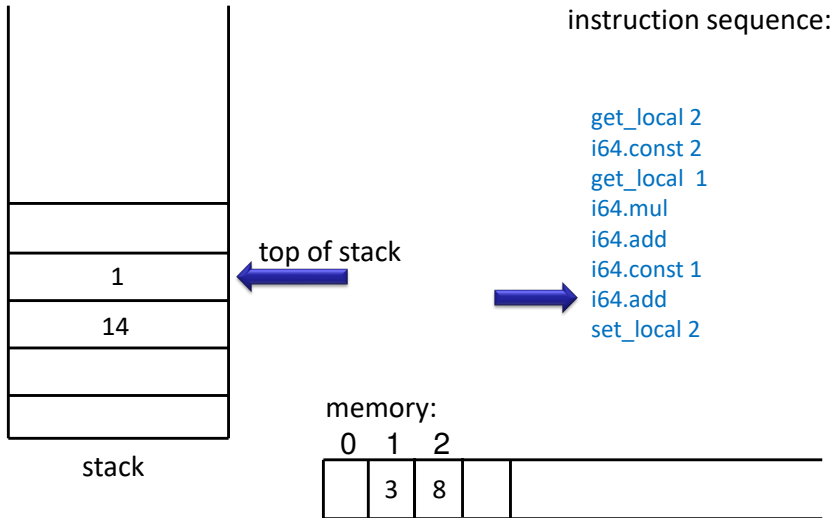 instruction sequence:
get_local 2
i64.const 2
get_local 1
i64.mul
i64.add
i64.const 1
i64.add
set_local 2
top of stack
1
14
stack
memory:
0 1 2
3 8